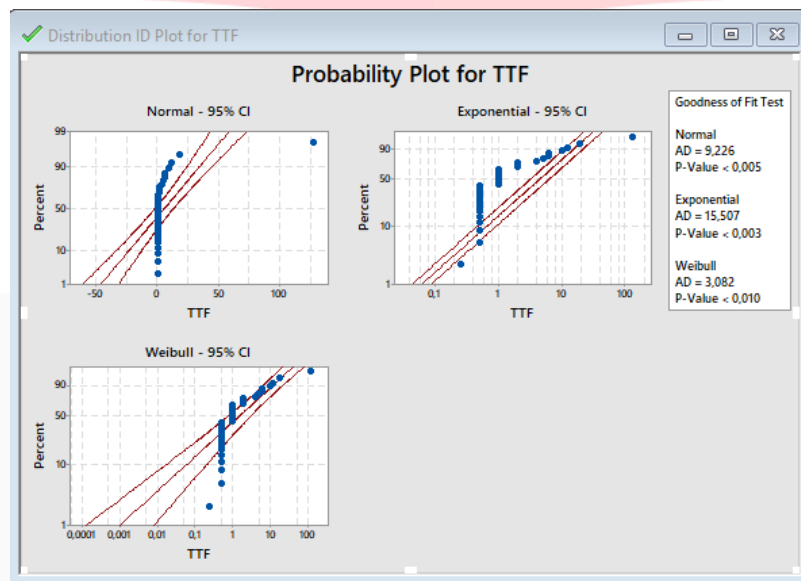 Distribution ID Plot for TTF
Probability Plot for TTF
Normal - 95% CI
99
90
50
10
1
Percent
-50 0 50 100
TTF
Exponential - 95% CI
90
50
10
1
Percent
0,1 1 10 100
TTF
Goodness of Fit Test
Normal
AD = 9,226
P-Value < 0,005
Exponential
AD = 15,507
P-Value < 0,003
Weibull
AD = 3,082
P-Value < 0,010
Weibull - 95% CI
90
50
10
1
Percent
0,0001 0,001 0,01 0,1 1 10 100
TTF